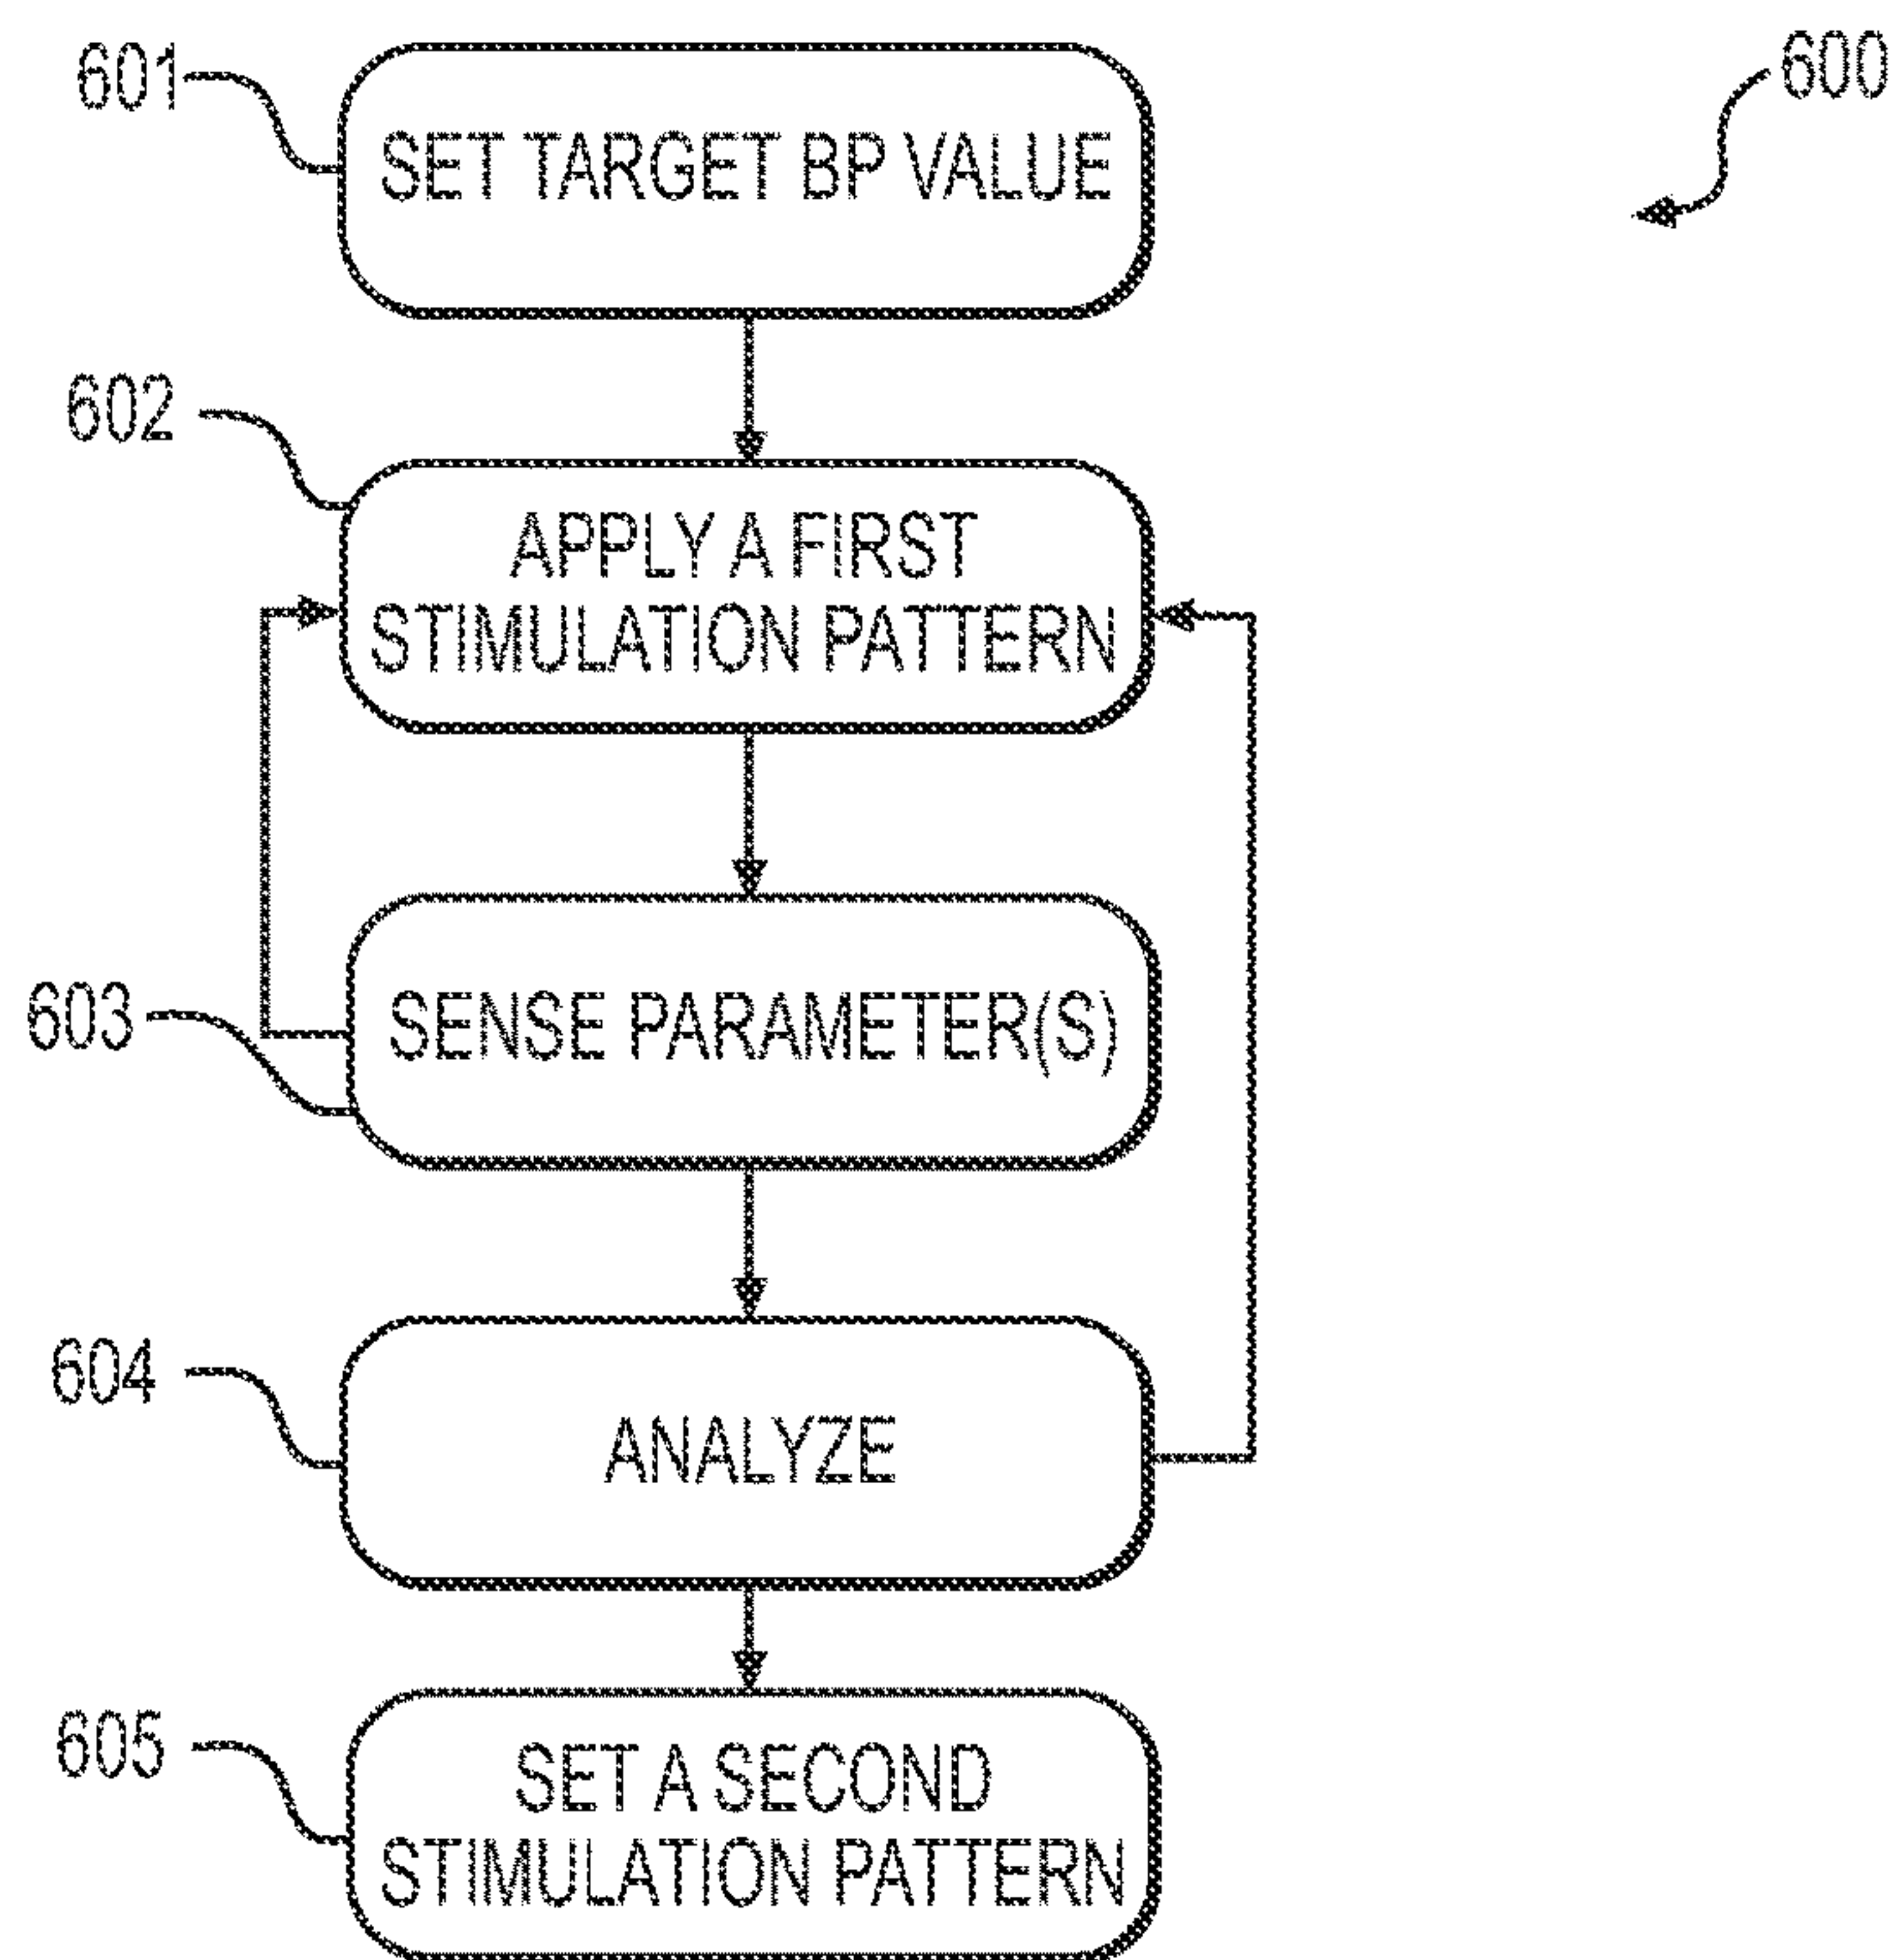 601
600
SET TARGET BP VALUE
602
APPLY A FIRST
STIMULATION PATTERN
603
SENSE PARAMETER(S)
604
ANALYZE
605
SET A SECOND
STIMULATION PATTERN